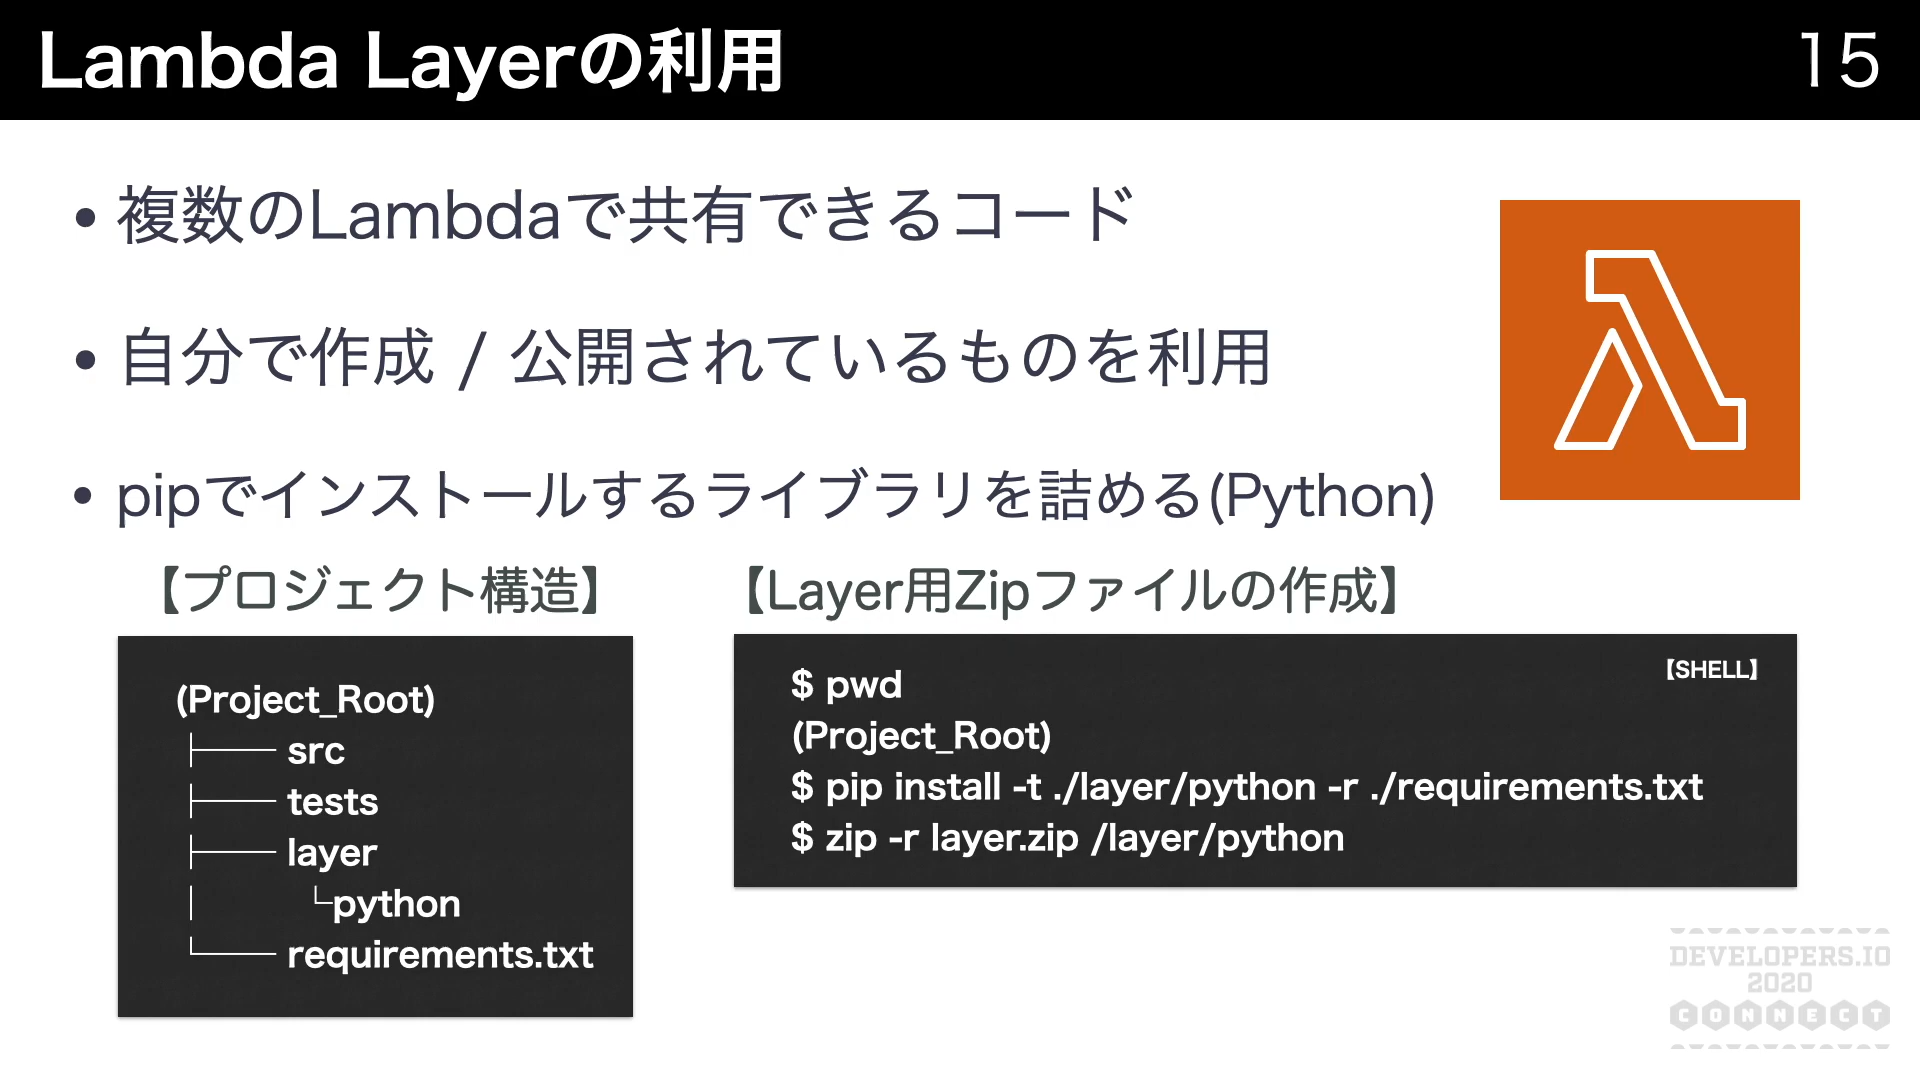 Lambda Layerの利用
15
• 複数のLambdaで共有できるコード
• 自分で作成 / 公開されているものを利用
• pipでインストールするライブラリを詰める(Python)
【プロジェクト構造】
(Project_Root)
├── src
├── tests
├── layer
│ └python
└── requirements.txt
【Layer用Zipファイルの作成】
【SHELL】
$ pwd
(Project_Root)
$ pip install -t ./layer/python -r ./requirements.txt
$ zip -r layer.zip /layer/python
DEVELOPERS.IO
2020
CONNECT